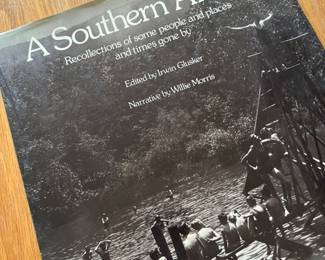 A Southern A
Recollections of some people and places
and times gone by
Edited by Irwin Glusker
Narrative by Willie Morris